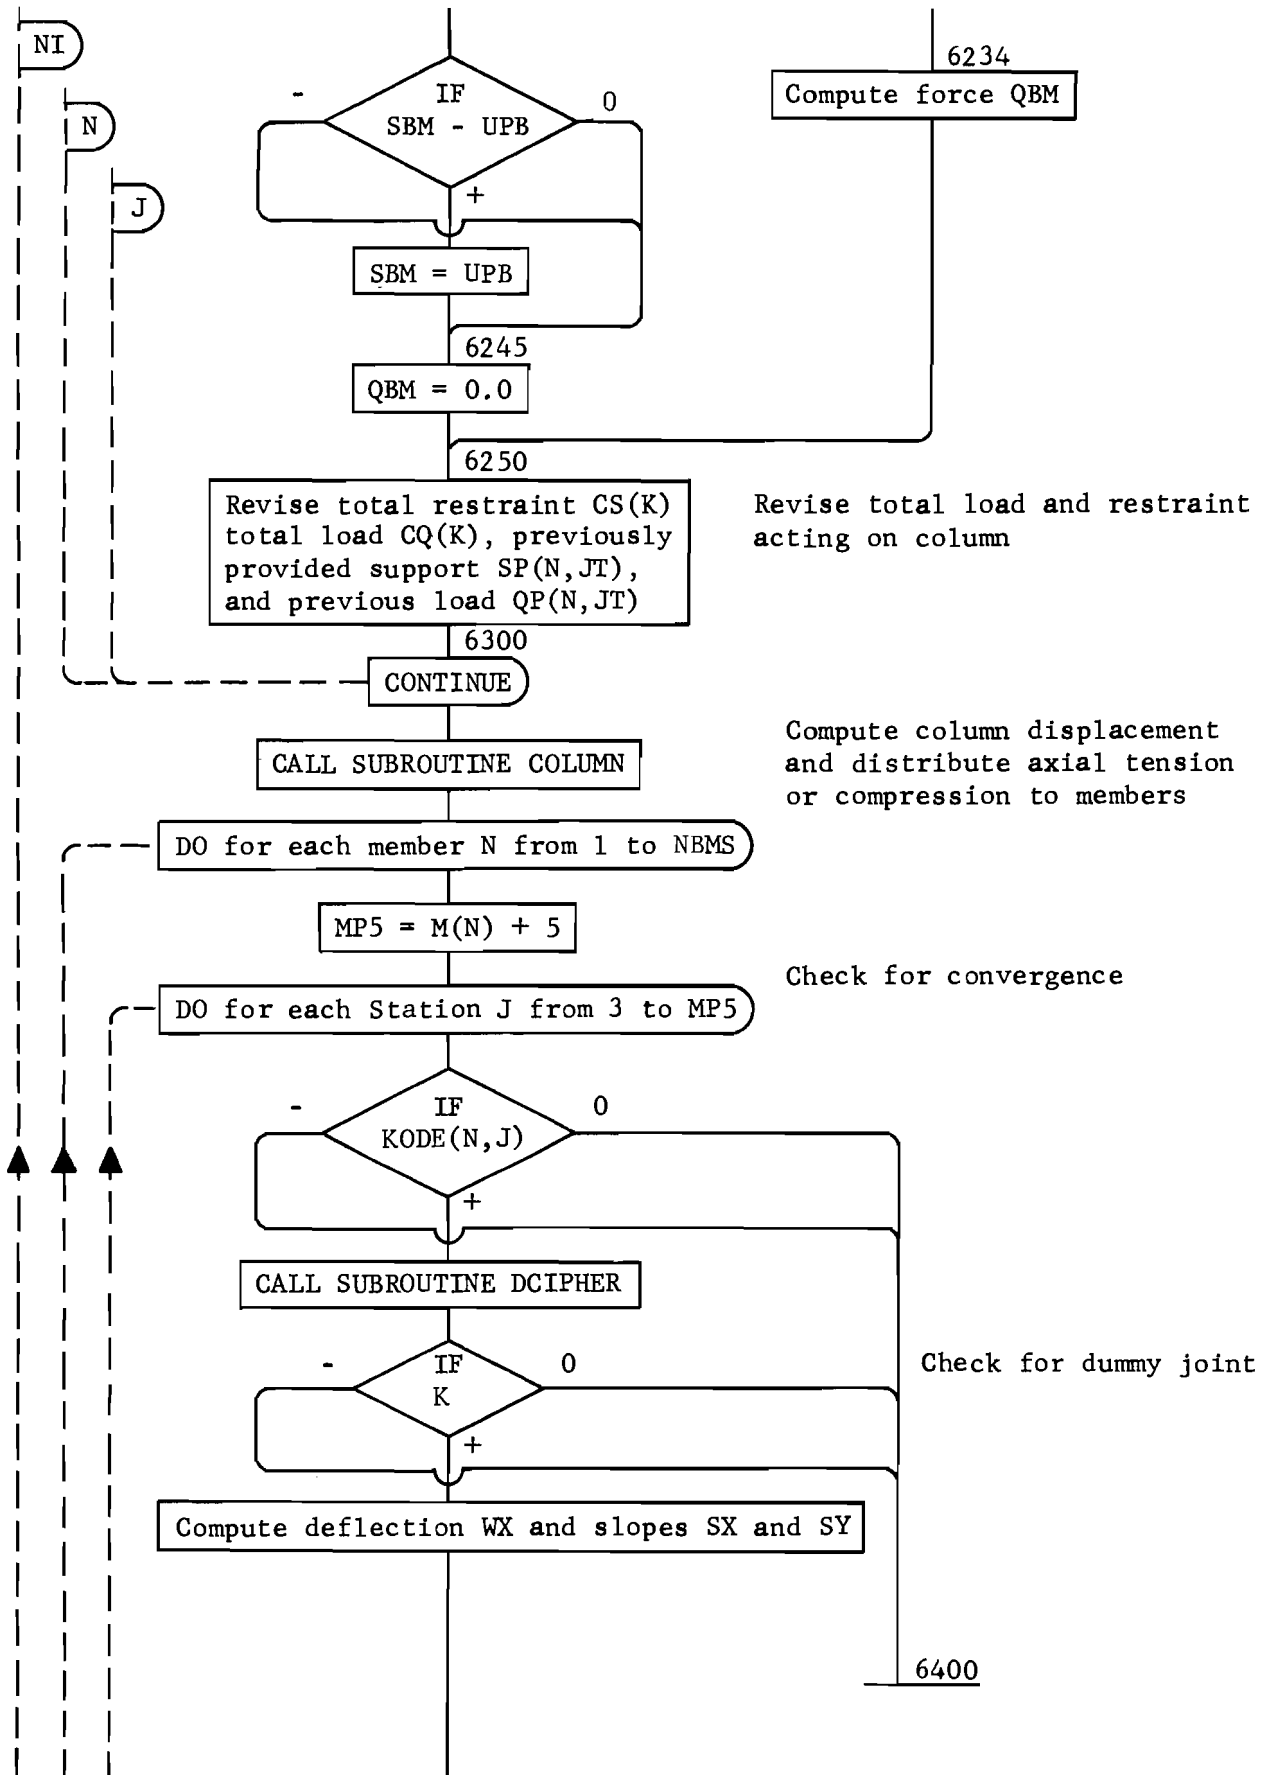 NI
N
J
IF
SBM - UPB
-
0
+
SBM = UPB
6234
Compute force QBM
6245
QBM = 0.0
6250
Revise total restraint CS(K)
total load CQ(K), previously
provided support SP(N,JT),
and previous load QP(N,JT)
Revise total load and restraint
acting on column
6300
CONTINUE
CALL SUBROUTINE COLUMN
Compute column displacement
and distribute axial tension
or compression to members
DO for each member N from 1 to NBMS
MP5 = M(N) + 5
Check for convergence
DO for each Station J from 3 to MP5
-
IF
KODE(N,J)
0
+
CALL SUBROUTINE DCIPHER
-
IF
K
0
+
Check for dummy joint
Compute deflection WX and slopes SX and SY
6400